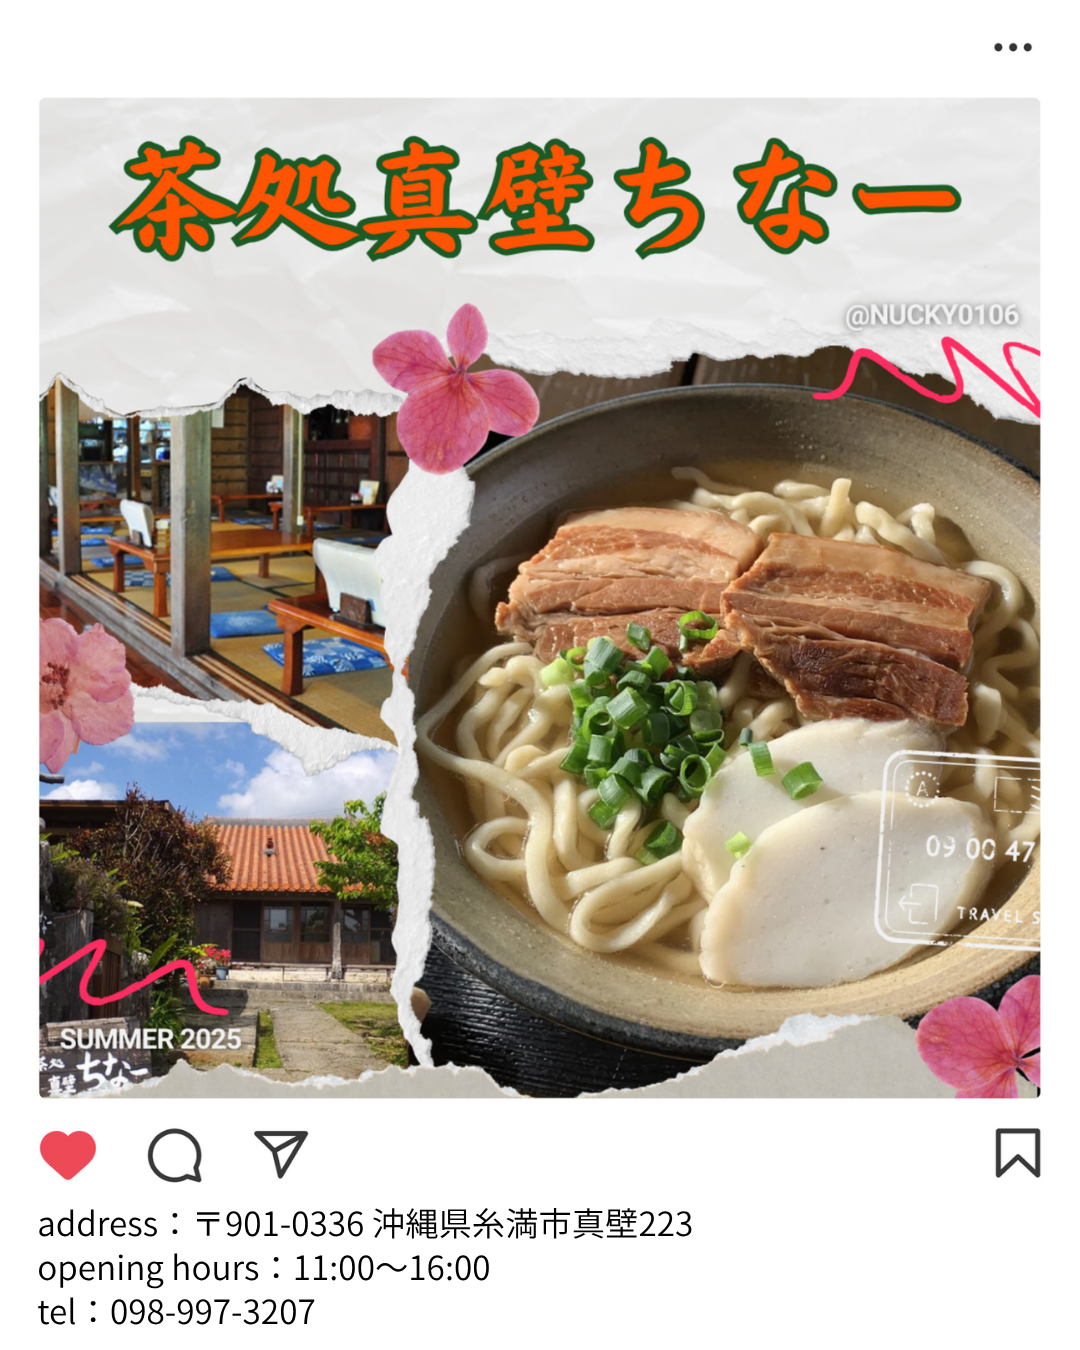 茶処真壁ちなー
@NUCKY0106
A
09 00 47
TRAVEL S
SUMMER 2025
茶処
真壁
ちなー
address：〒901-0336 沖縄県糸満市真壁223
opening hours：11:00〜16:00
tel：098-997-3207